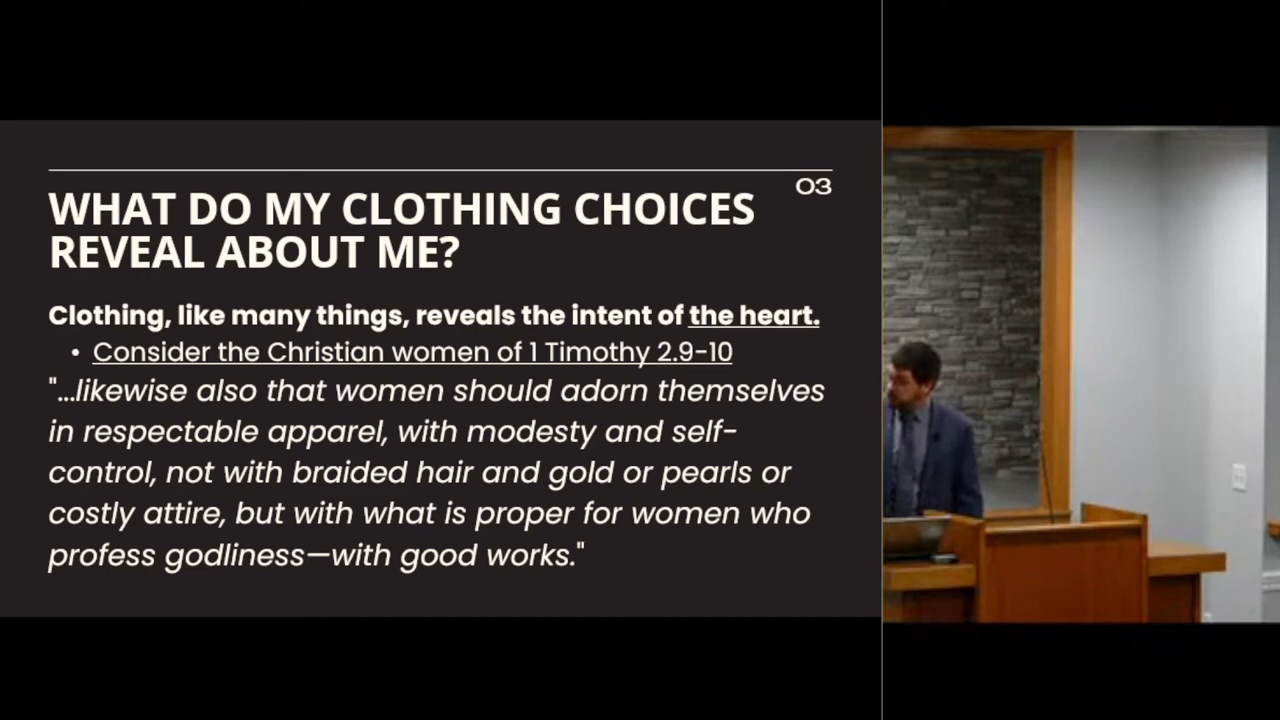 03
WHAT DO MY CLOTHING CHOICES
REVEAL ABOUT ME?
Clothing, like many things, reveals the intent of the heart.
• Consider the Christian women of 1 Timothy 2.9-10
"...likewise also that women should adorn themselves
in respectable apparel, with modesty and self-
control, not with braided hair and gold or pearls or
costly attire, but with what is proper for women who
profess godliness—with good works."